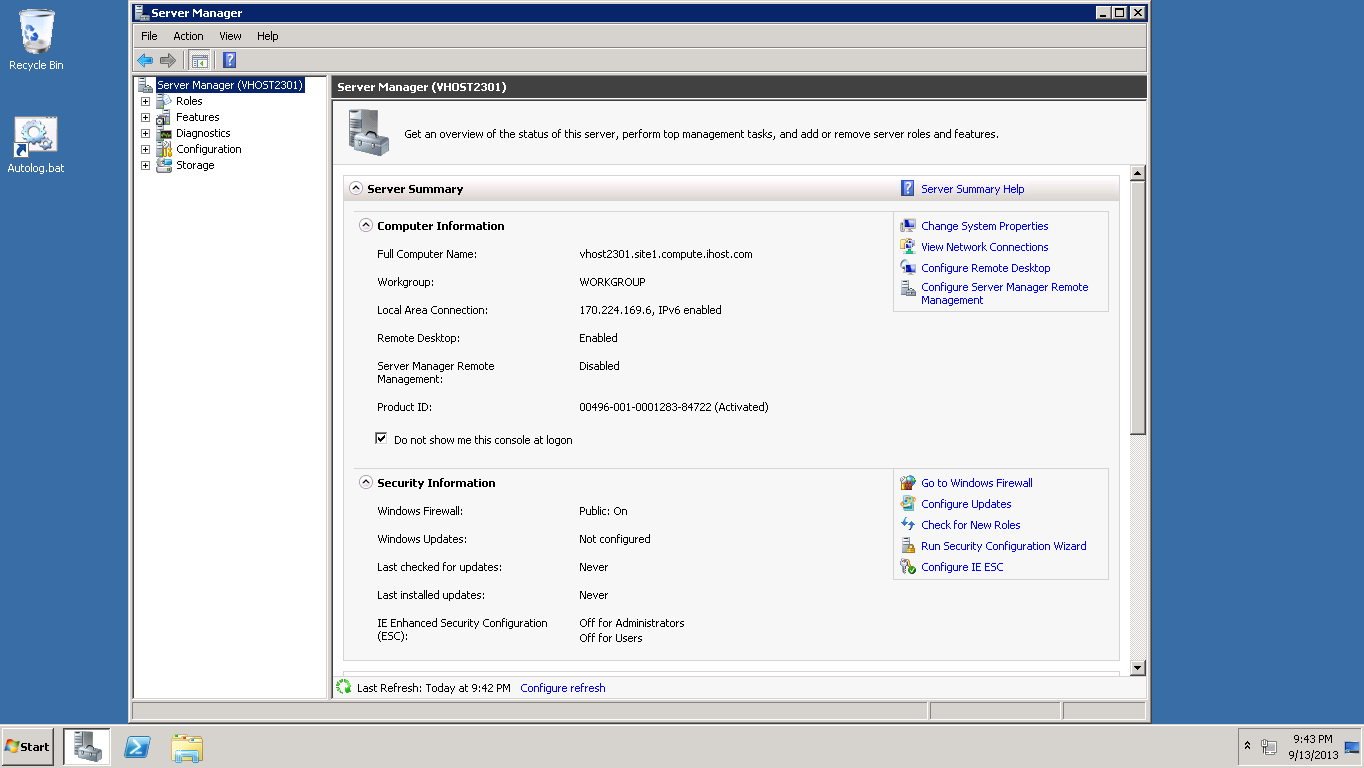 Recycle Bin
Autolog.bat
Server Manager
File Action View Help
Server Manager (VHOST2301)
Roles
Features
Diagnostics
Configuration
Storage
Server Manager (VHOST2301)
Get an overview of the status of this server, perform top management tasks, and add or remove server roles and features.
Server Summary
Server Summary Help
Computer Information
Full Computer Name: vhost2301.site1.compute.ihost.com
Workgroup: WORKGROUP
Local Area Connection: 170.224.169.6, IPv6 enabled
Remote Desktop: Enabled
Server Manager Remote Disabled
Management:
Product ID: 00496-001-0001283-84722 (Activated)
Do not show me this console at logon
Change System Properties
View Network Connections
Configure Remote Desktop
Configure Server Manager Remote
Management
Security Information
Windows Firewall: Public: On
Windows Updates: Not configured
Last checked for updates: Never
Last installed updates: Never
IE Enhanced Security Configuration Off for Administrators
(ESC): Off for Users
Go to Windows Firewall
Configure Updates
Check for New Roles
Run Security Configuration Wizard
Configure IE ESC
Last Refresh: Today at 9:42 PM Configure refresh
Start
9:43 PM
9/13/2013